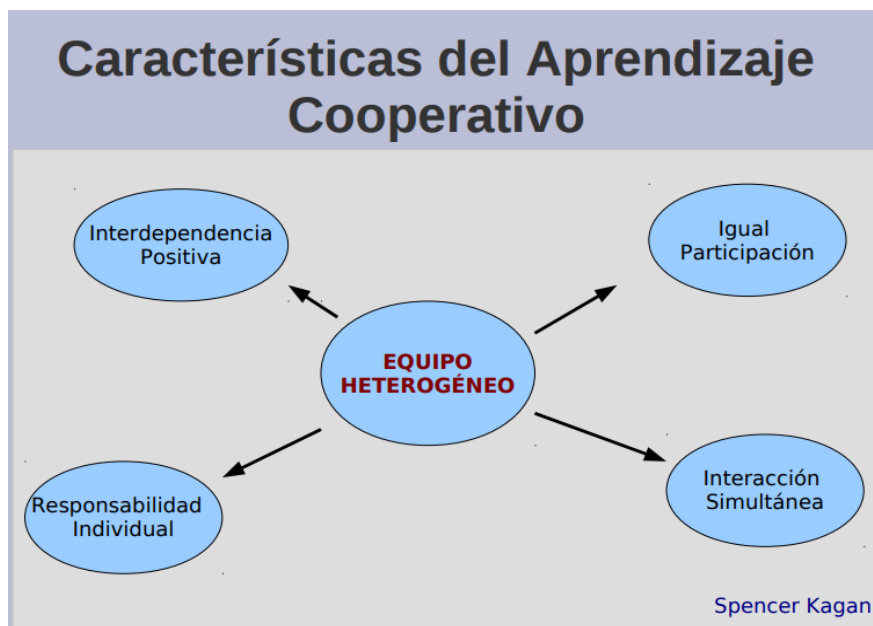 Características del Aprendizaje
Cooperativo
Interdependencia
Positiva
Igual
Participación
EQUIPO
HETEROGÉNEO
Responsabilidad
Individual
Interacción
Simultánea
Spencer Kagan